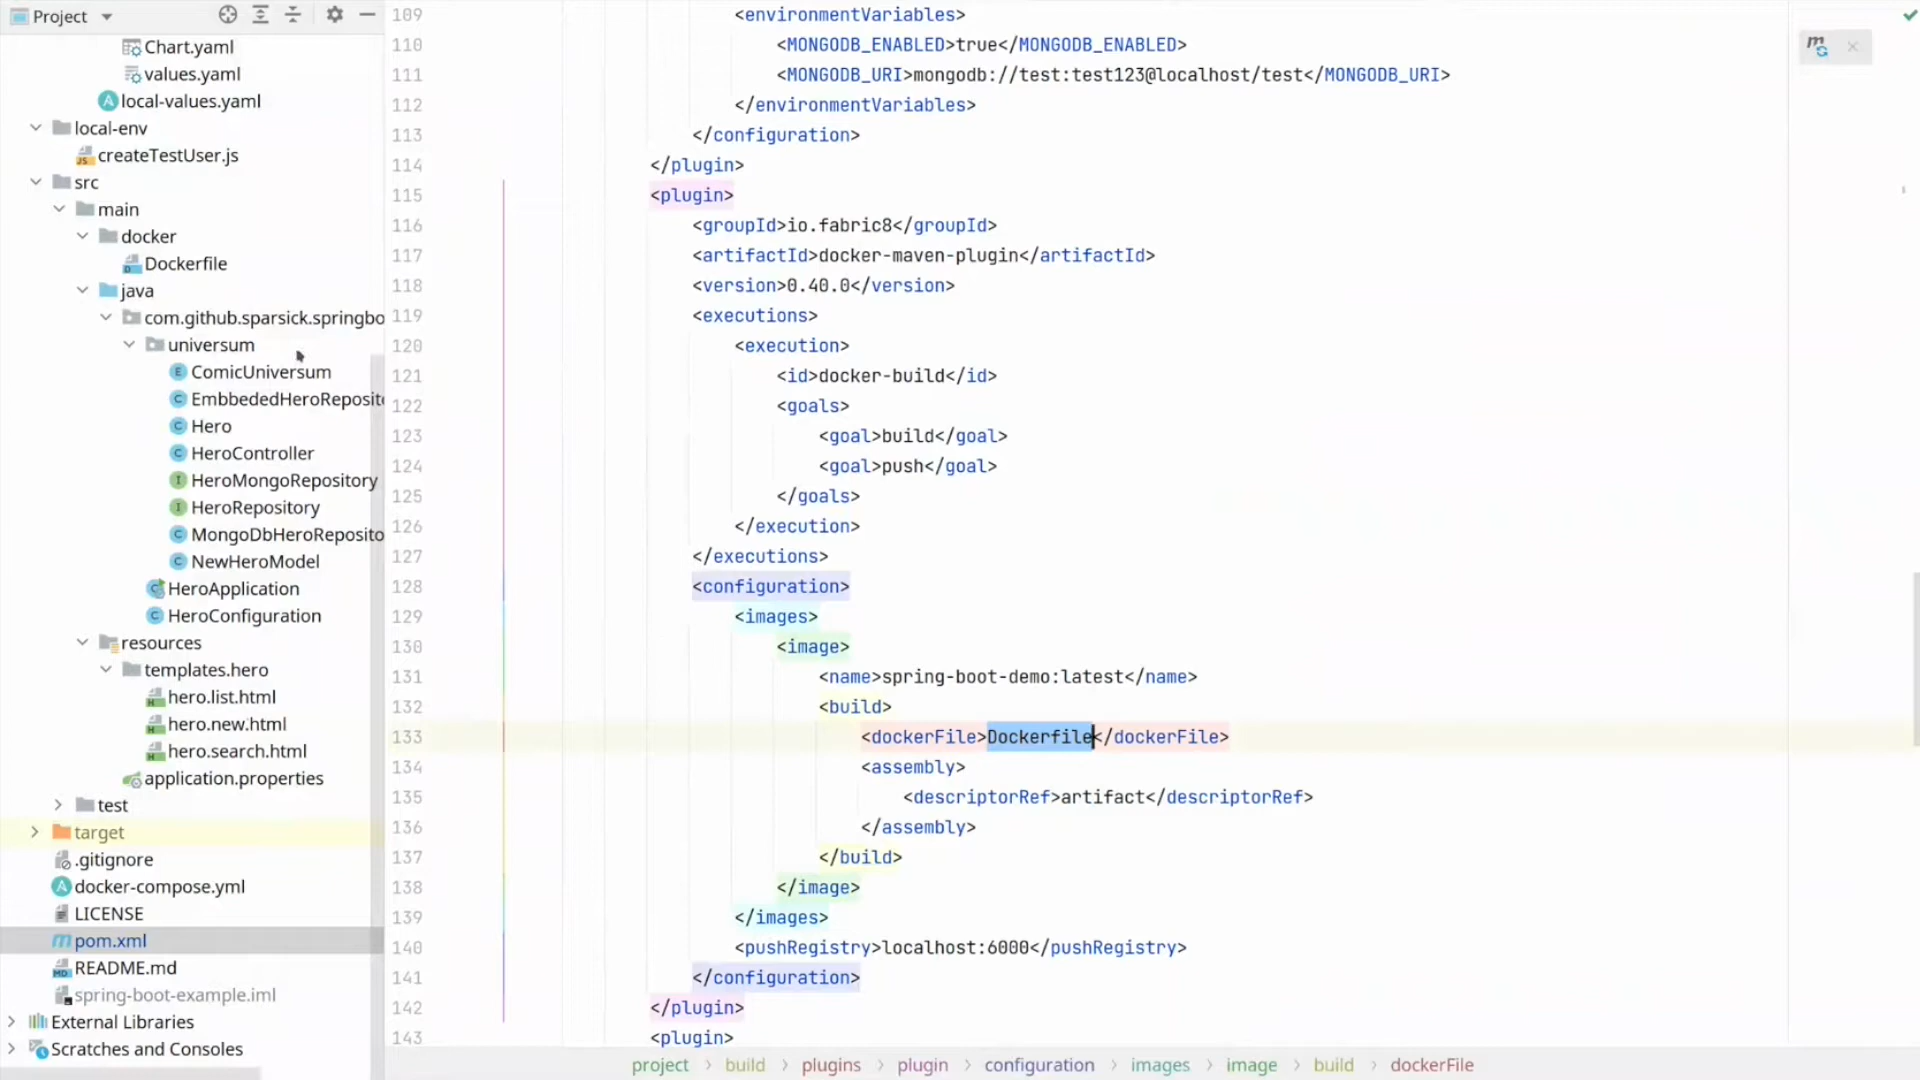 Project
Chart.yaml
values.yaml
local-values.yaml
local-env
createTestUser.js
src
main
docker
Dockerfile
java
com.github.sparsick.springbo
universum
ComicUniversum
EmbbededHeroReposit
Hero
HeroController
HeroMongoRepository
HeroRepository
MongoDbHeroReposito
NewHeroModel
HeroApplication
HeroConfiguration
resources
templates.hero
hero.list.html
hero.new.html
hero.search.html
application.properties
test
target
.gitignore
docker-compose.yml
LICENSE
pom.xml
README.md
spring-boot-example.iml
External Libraries
Scratches and Consoles
109 <environmentVariables>
110 <MONGODB_ENABLED>true</MONGODB_ENABLED>
111 <MONGODB_URI>mongodb://test:test123@localhost/test</MONGODB_URI>
112 </environmentVariables>
113 </configuration>
114 </plugin>
115 <plugin>
116 <groupId>io.fabric8</groupId>
117 <artifactId>docker-maven-plugin</artifactId>
118 <version>0.40.0</version>
119 <executions>
120 <execution>
121 <id>docker-build</id>
122 <goals>
123 <goal>build</goal>
124 <goal>push</goal>
125 </goals>
126 </execution>
127 </executions>
128 <configuration>
129 <images>
130 <image>
131 <name>spring-boot-demo:latest</name>
132 <build>
133 <dockerFile>Dockerfile</dockerFile>
134 <assembly>
135 <descriptorRef>artifact</descriptorRef>
136 </assembly>
137 </build>
138 </image>
139 </images>
140 <pushRegistry>localhost:6000</pushRegistry>
141 </configuration>
142 </plugin>
143 <plugin>
project > build > plugins > plugin > configuration > images > image > build > dockerFile